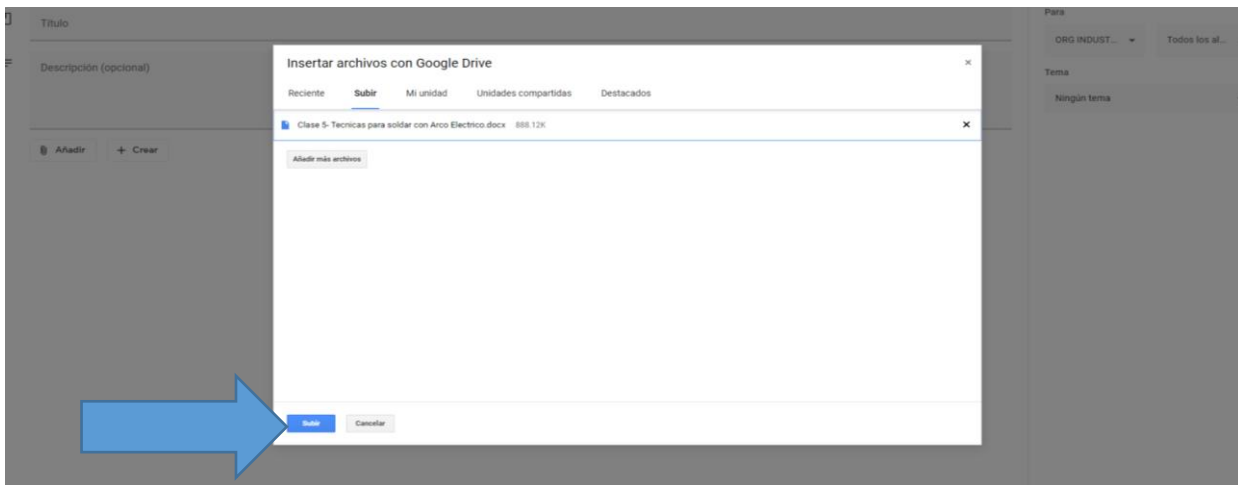 Título
Descripción (opcional)
Añadir + Crear
Insertar archivos con Google Drive ×
Reciente Subir Mi unidad Unidades compartidas Destacados
Clase 5- Tecnicas para soldar con Arco Electrico.docx 888.12K ×
Añadir más archivos
Subir Cancelar
Para
ORG INDUST... Todos los al...
Tema
Ningún tema